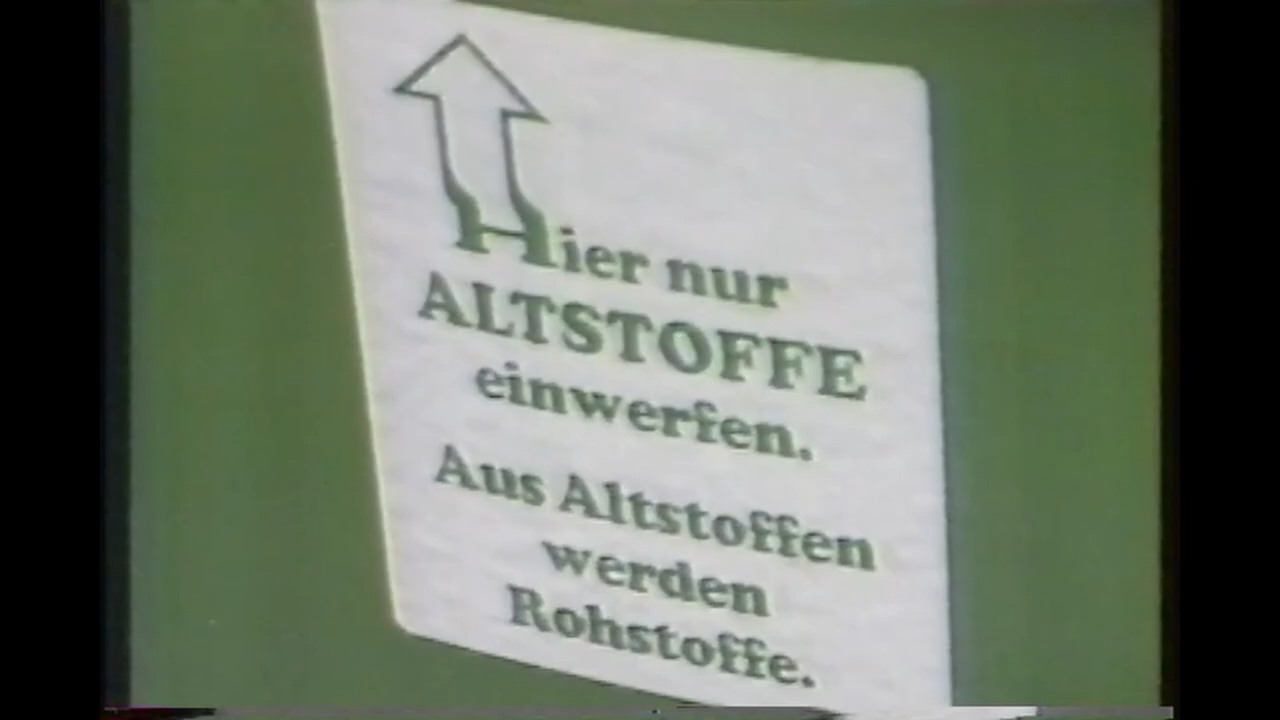 Hier nur
ALTSTOFFE
einwerfen.
Aus Altstoffen
werden
Rohstoffe.